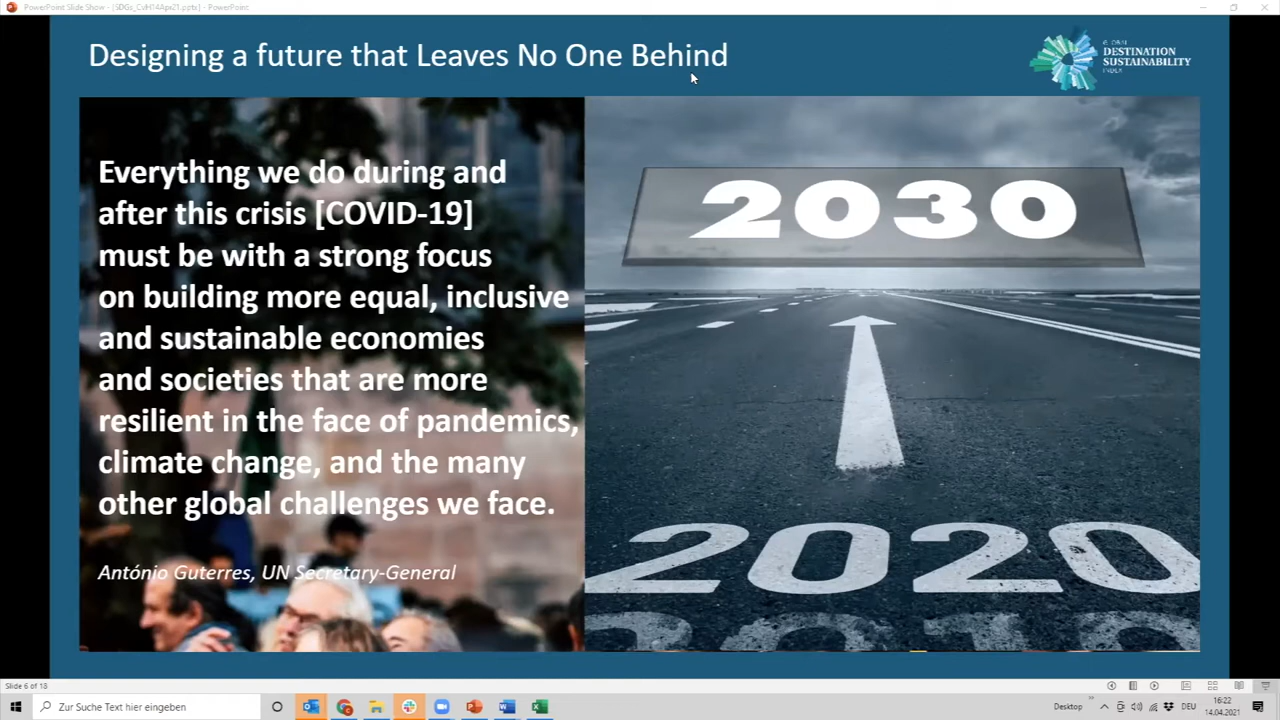 PowerPoint Slide Show - [SDGs_CvH14Apr21.pptx] - PowerPoint
Designing a future that Leaves No One Behind
DESTINATION
SUSTAINABILITY
INDEX
Everything we do during and
after this crisis [COVID-19]
must be with a strong focus
on building more equal, inclusive
and sustainable economies
and societies that are more
resilient in the face of pandemics,
climate change, and the many
other global challenges we face.
António Guterres, UN Secretary-General
2030
2020
2019
Slide 6 of 18
Zur Suche Text hier eingeben
Desktop
DEU
16:22
14.04.2021